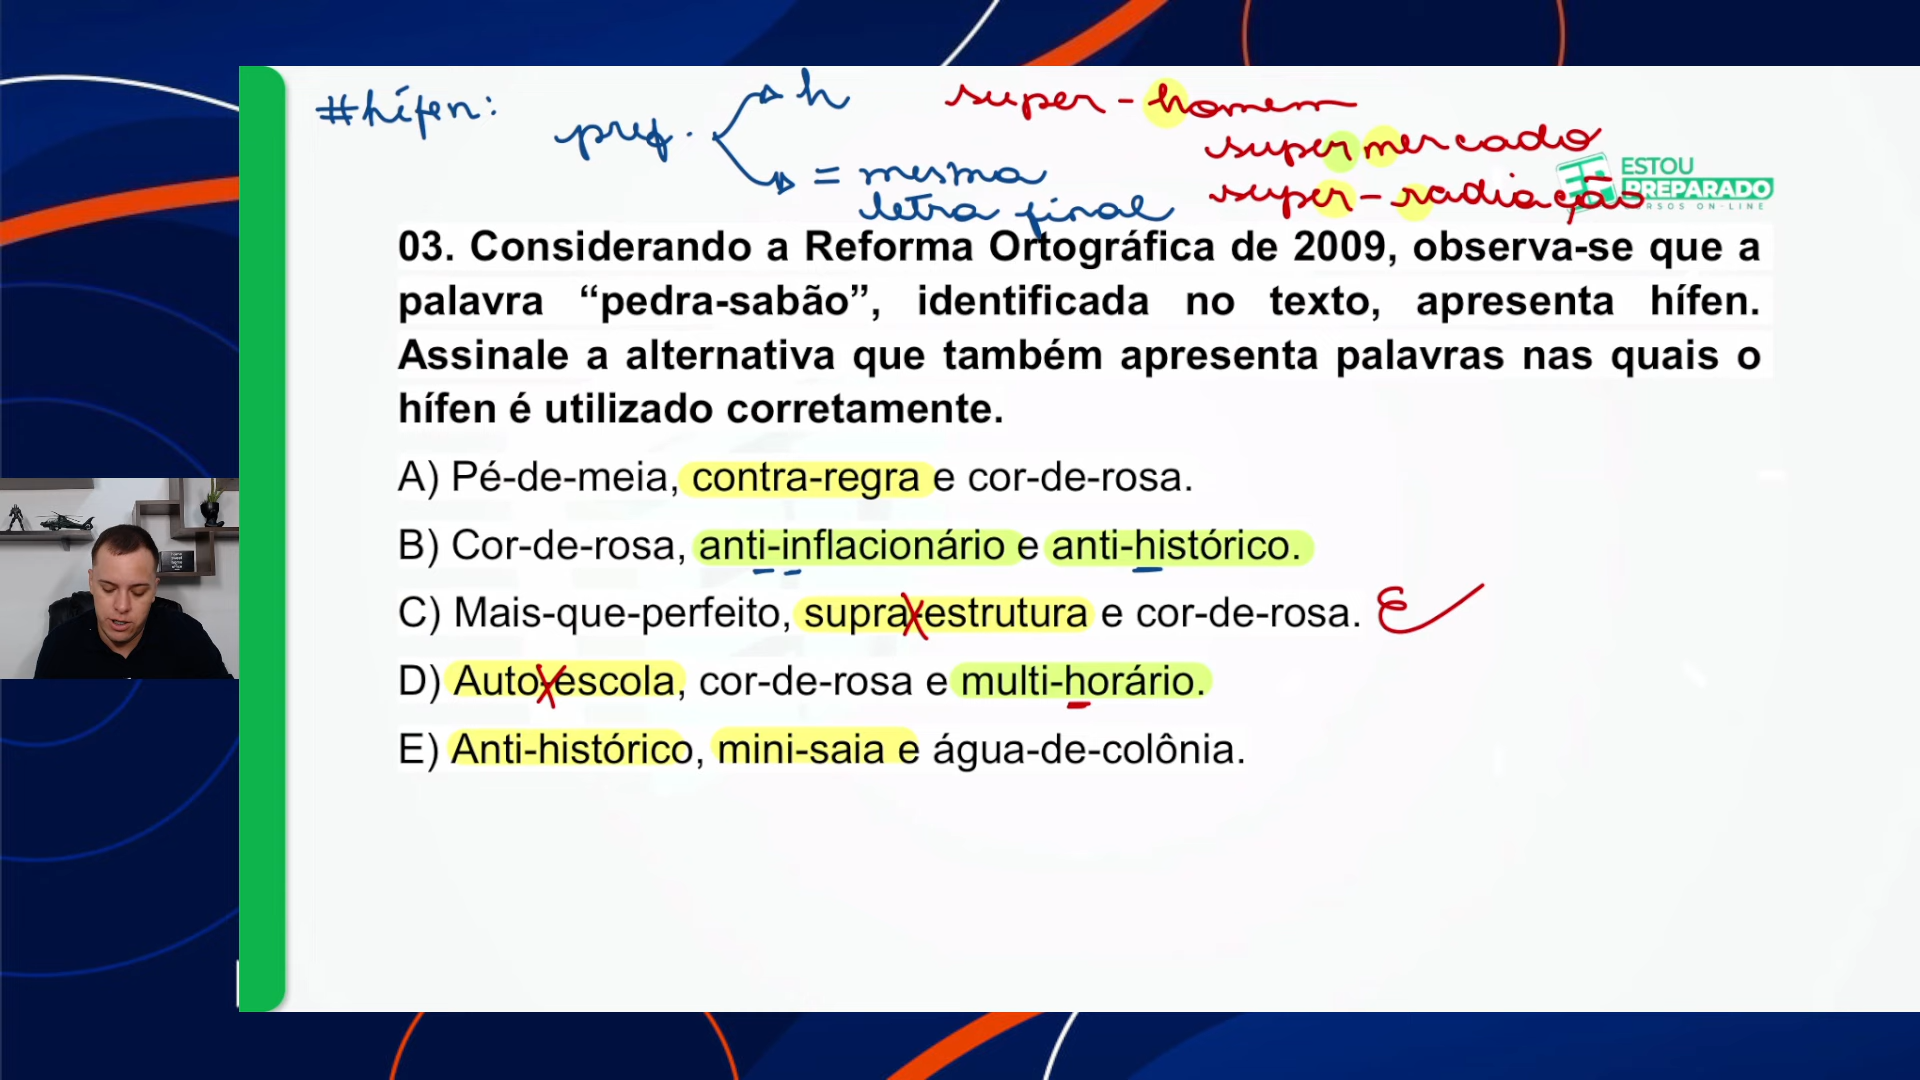 #hífen:
pref.
h
= mesma
letra final
super-homem
supermercado
super-radiação
ESTOU
PREPARADO
CURSOS ON-LINE
03. Considerando a Reforma Ortográfica de 2009, observa-se que a
palavra “pedra-sabão”, identificada no texto, apresenta hífen.
Assinale a alternativa que também apresenta palavras nas quais o
hífen é utilizado corretamente.
A) Pé-de-meia, contra-regra e cor-de-rosa.
B) Cor-de-rosa, anti-inflacionário e anti-histórico.
C) Mais-que-perfeito, supra-estrutura e cor-de-rosa. E
D) Auto-escola, cor-de-rosa e multi-horário.
E) Anti-histórico, mini-saia e água-de-colônia.